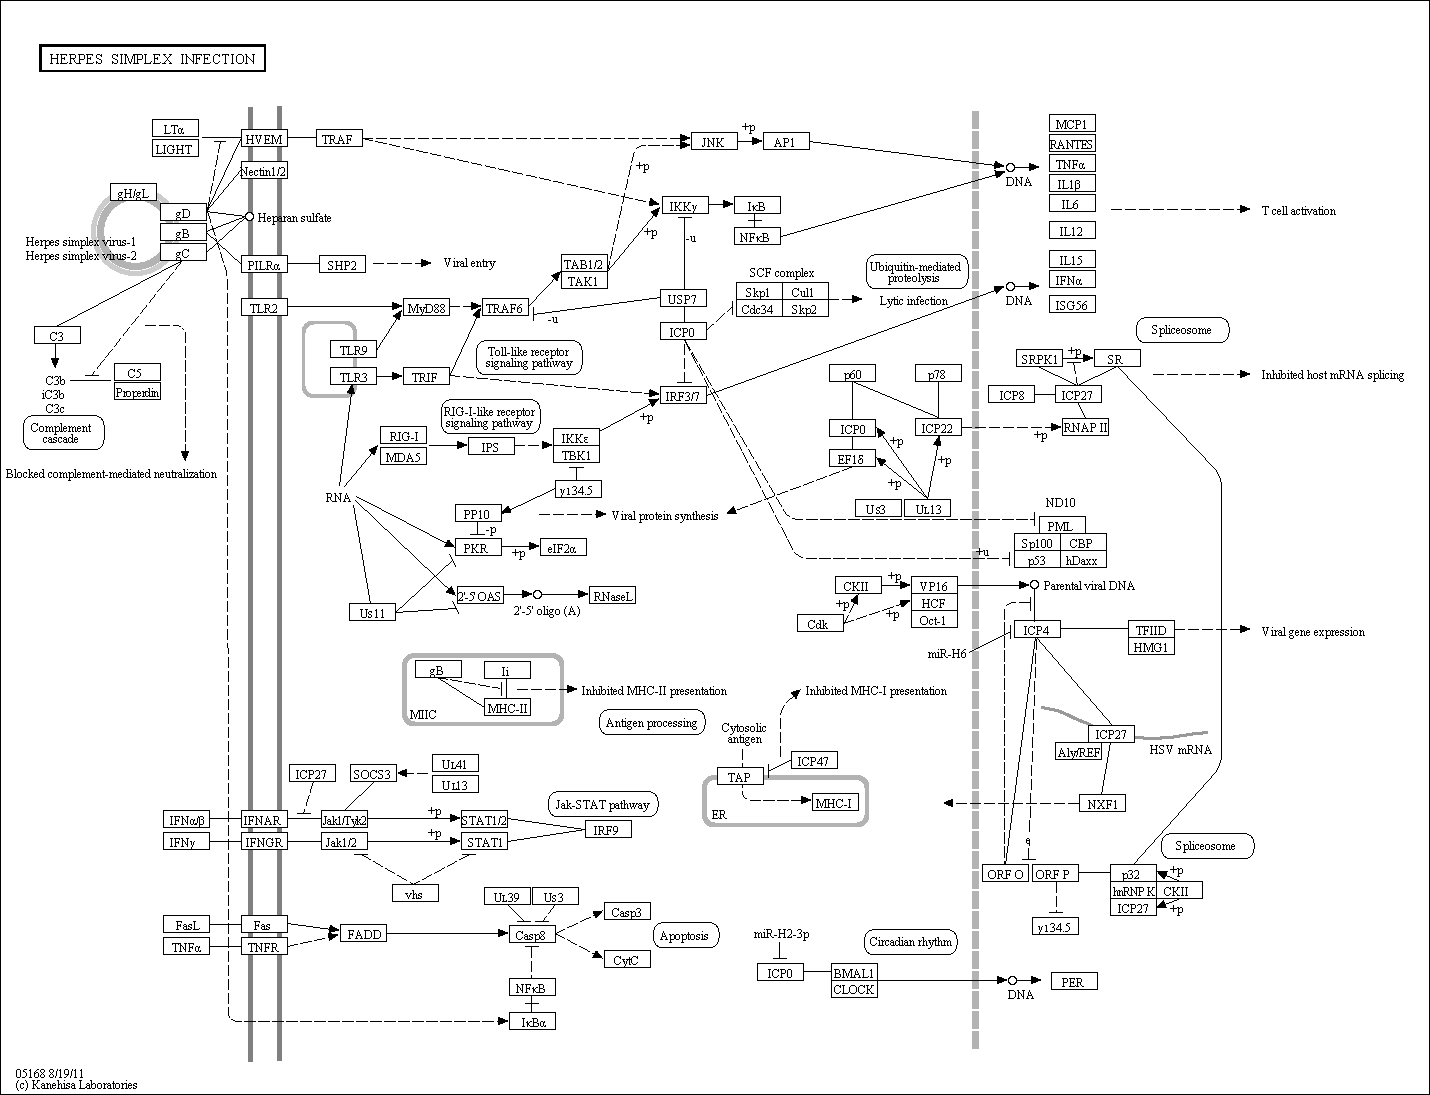 HERPES SIMPLEX INFECTION
LTα
LIGHT
HVEM
TRAF
Nectin1/2
gH/gL
gD
gB
gC
Heparan sulfate
Herpes simplex virus-1
Herpes simplex virus-2
PILRα
SHP2
Viral entry
TLR2
MyD88
TRAF6
TLR9
TLR3
TRIF
Toll-like receptor
signaling pathway
C3
C3b
iC3b
C3c
C5
Properdin
Complement
cascade
Blocked complement-mediated neutralization
JNK
+p
AP1
+p
IKKγ
IκB
NFκB
+p
-u
TAB1/2
TAK1
USP7
-u
ICP0
SCF complex
Skp1
Cul1
Cdc34
Skp2
Ubiquitin-mediated
proteolysis
Lytic infection
IRF3/7
DNA
DNA
MCP1
RANTES
TNFα
IL1β
IL6
IL12
IL15
IFNα
ISG56
T cell activation
Spliceosome
SRPK1
+p
SR
ICP8
ICP27
RNAP II
+p
Inhibited host mRNA splicing
p60
p78
ICP0
ICP22
EF1δ
+p
+p
+p
Us3
UL13
RIG-I-like receptor
signaling pathway
RIG-I
MDA5
IPS
IKKε
TBK1
+p
γ134.5
RNA
PP10
-p
Viral protein synthesis
PKR
+p
eIF2α
2'-5' OAS
2'-5' oligo (A)
RNaseL
Us11
ND10
PML
Sp100
CBP
p53
hDaxx
+u
CKII
+p
VP16
HCF
Oct-1
+p
+p
Cdk
Parental viral DNA
ICP4
miR-H6
TFIID
HMG1
Viral gene expression
gB
Ii
MHC-II
MIIC
Inhibited MHC-II presentation
Antigen processing
Inhibited MHC-I presentation
Cytosolic
antigen
TAP
ICP47
MHC-I
ER
ICP27
Aly/REF
HSV mRNA
NXF1
ICP27
SOCS3
UL41
UL13
IFNα/β
IFNAR
Jak1/Tyk2
+p
STAT1/2
IFNγ
IFNGR
Jak1/2
+p
STAT1
IRF9
Jak-STAT pathway
vhs
Spliceosome
ORF O
ORF P
e
p32
hnRNP K
ICP27
CKII
+p
+p
γ134.5
UL39
Us3
FasL
Fas
TNFα
TNFR
FADD
Casp8
Casp3
CytC
Apoptosis
NFκB
IκBα
miR-H2-3p
ICP0
BMAL1
CLOCK
Circadian rhythm
DNA
PER
05168 8/19/11
(c) Kanehisa Laboratories